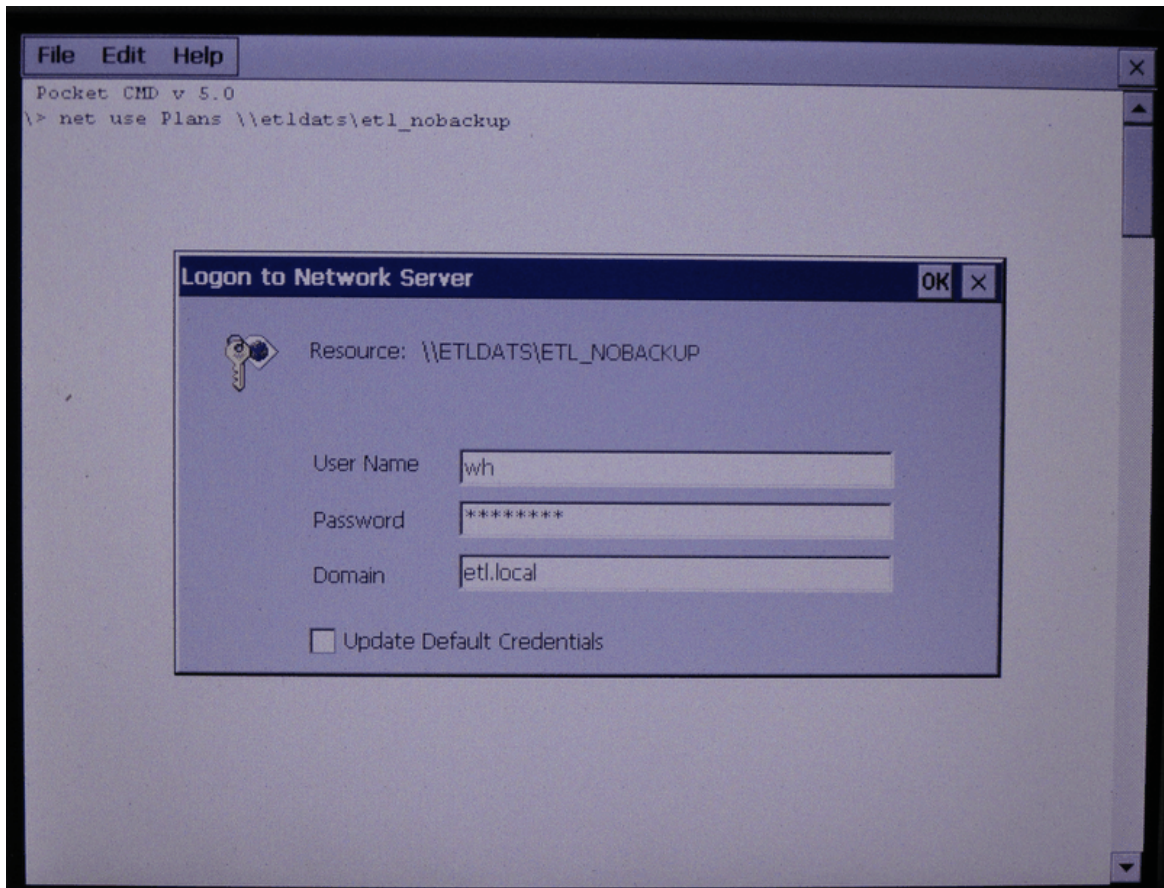 File Edit Help
Pocket CMD v 5.0
\> net use Plans \\etldats\etl_nobackup
Logon to Network Server OK
Resource: \\ETLDATS\ETL_NOBACKUP
User Name wh
Password ********
Domain etl.local
Update Default Credentials